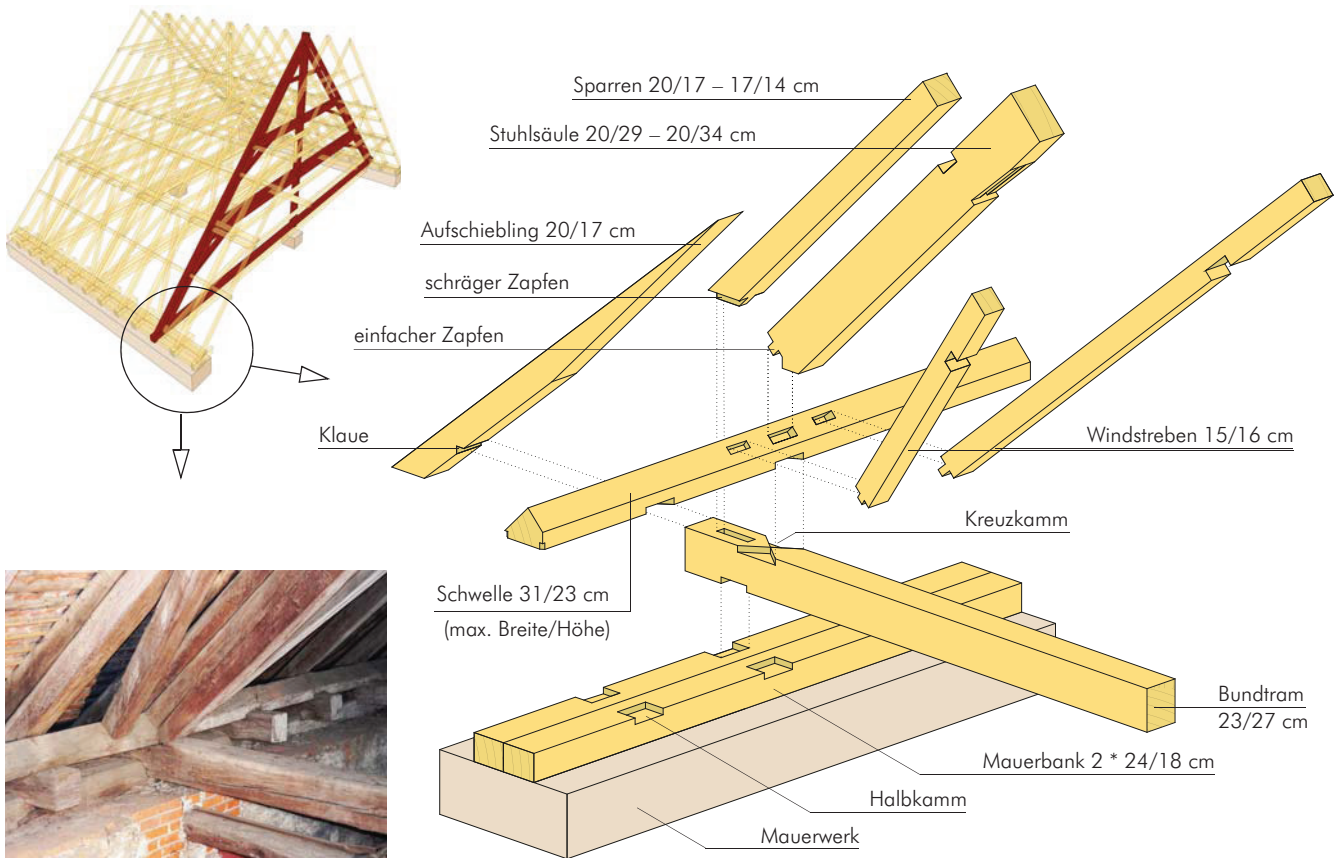 Sparren 20/17 – 17/14 cm
Stuhlsäule 20/29 – 20/34 cm
Aufschiebling 20/17 cm
schräger Zapfen
einfacher Zapfen
Klaue
Windstreben 15/16 cm
Kreuzkamm
Schwelle 31/23 cm
(max. Breite/Höhe)
Bundtram
23/27 cm
Mauerbank 2 * 24/18 cm
Halbkamm
Mauerwerk